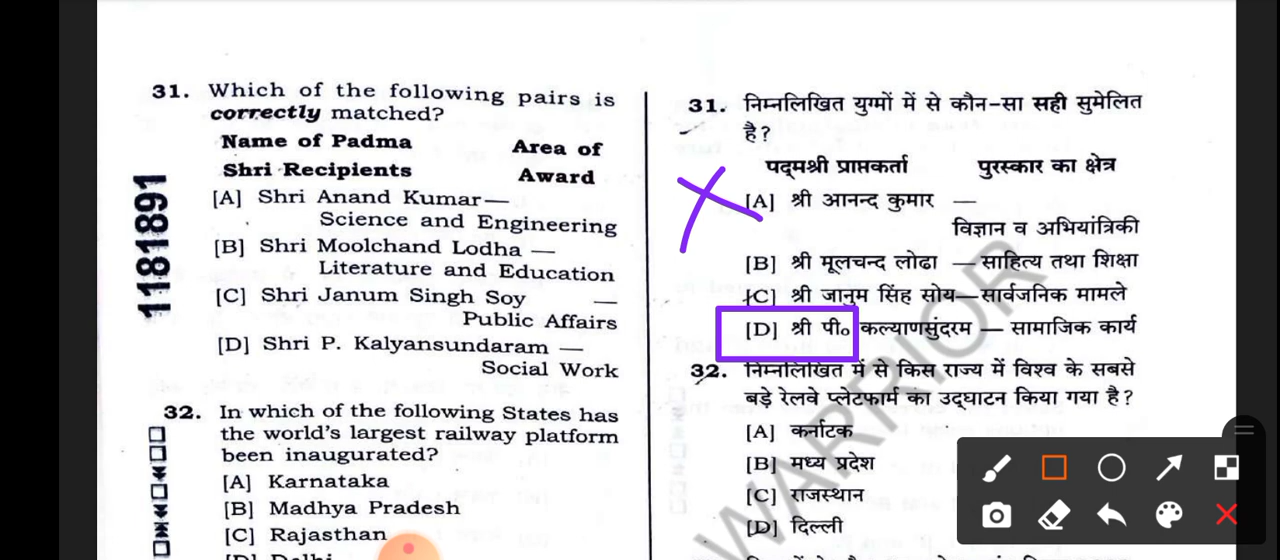 31. Which of the following pairs is
correctly matched?
Name of Padma Area of
Shri Recipients Award
[A] Shri Anand Kumar—
Science and Engineering
[B] Shri Moolchand Lodha —
Literature and Education
[C] Shri Janum Singh Soy —
Public Affairs
[D] Shri P. Kalyansundaram —
Social Work
32. In which of the following States has
the world's largest railway platform
been inaugurated?
[A] Karnataka
[B] Madhya Pradesh
[C] Rajasthan
[D] Delhi
1181891
31. निम्नलिखित युग्मों में से कौन-सा सही सुमेलित
है?
पद्मश्री प्राप्तकर्ता पुरस्कार का क्षेत्र
[A] श्री आनन्द कुमार —
विज्ञान व अभियांत्रिकी
[B] श्री मूलचन्द लोढा — साहित्य तथा शिक्षा
[C] श्री जानुम सिंह सोय—सार्वजनिक मामले
[D] श्री पी० कल्याणसुंदरम — सामाजिक कार्य
32. निम्नलिखित में से किस राज्य में विश्व के सबसे
बड़े रेलवे प्लेटफार्म का उद्घाटन किया गया है?
[A] कर्नाटक
[B] मध्य प्रदेश
[C] राजस्थान
[D] दिल्ली
WARRIOR